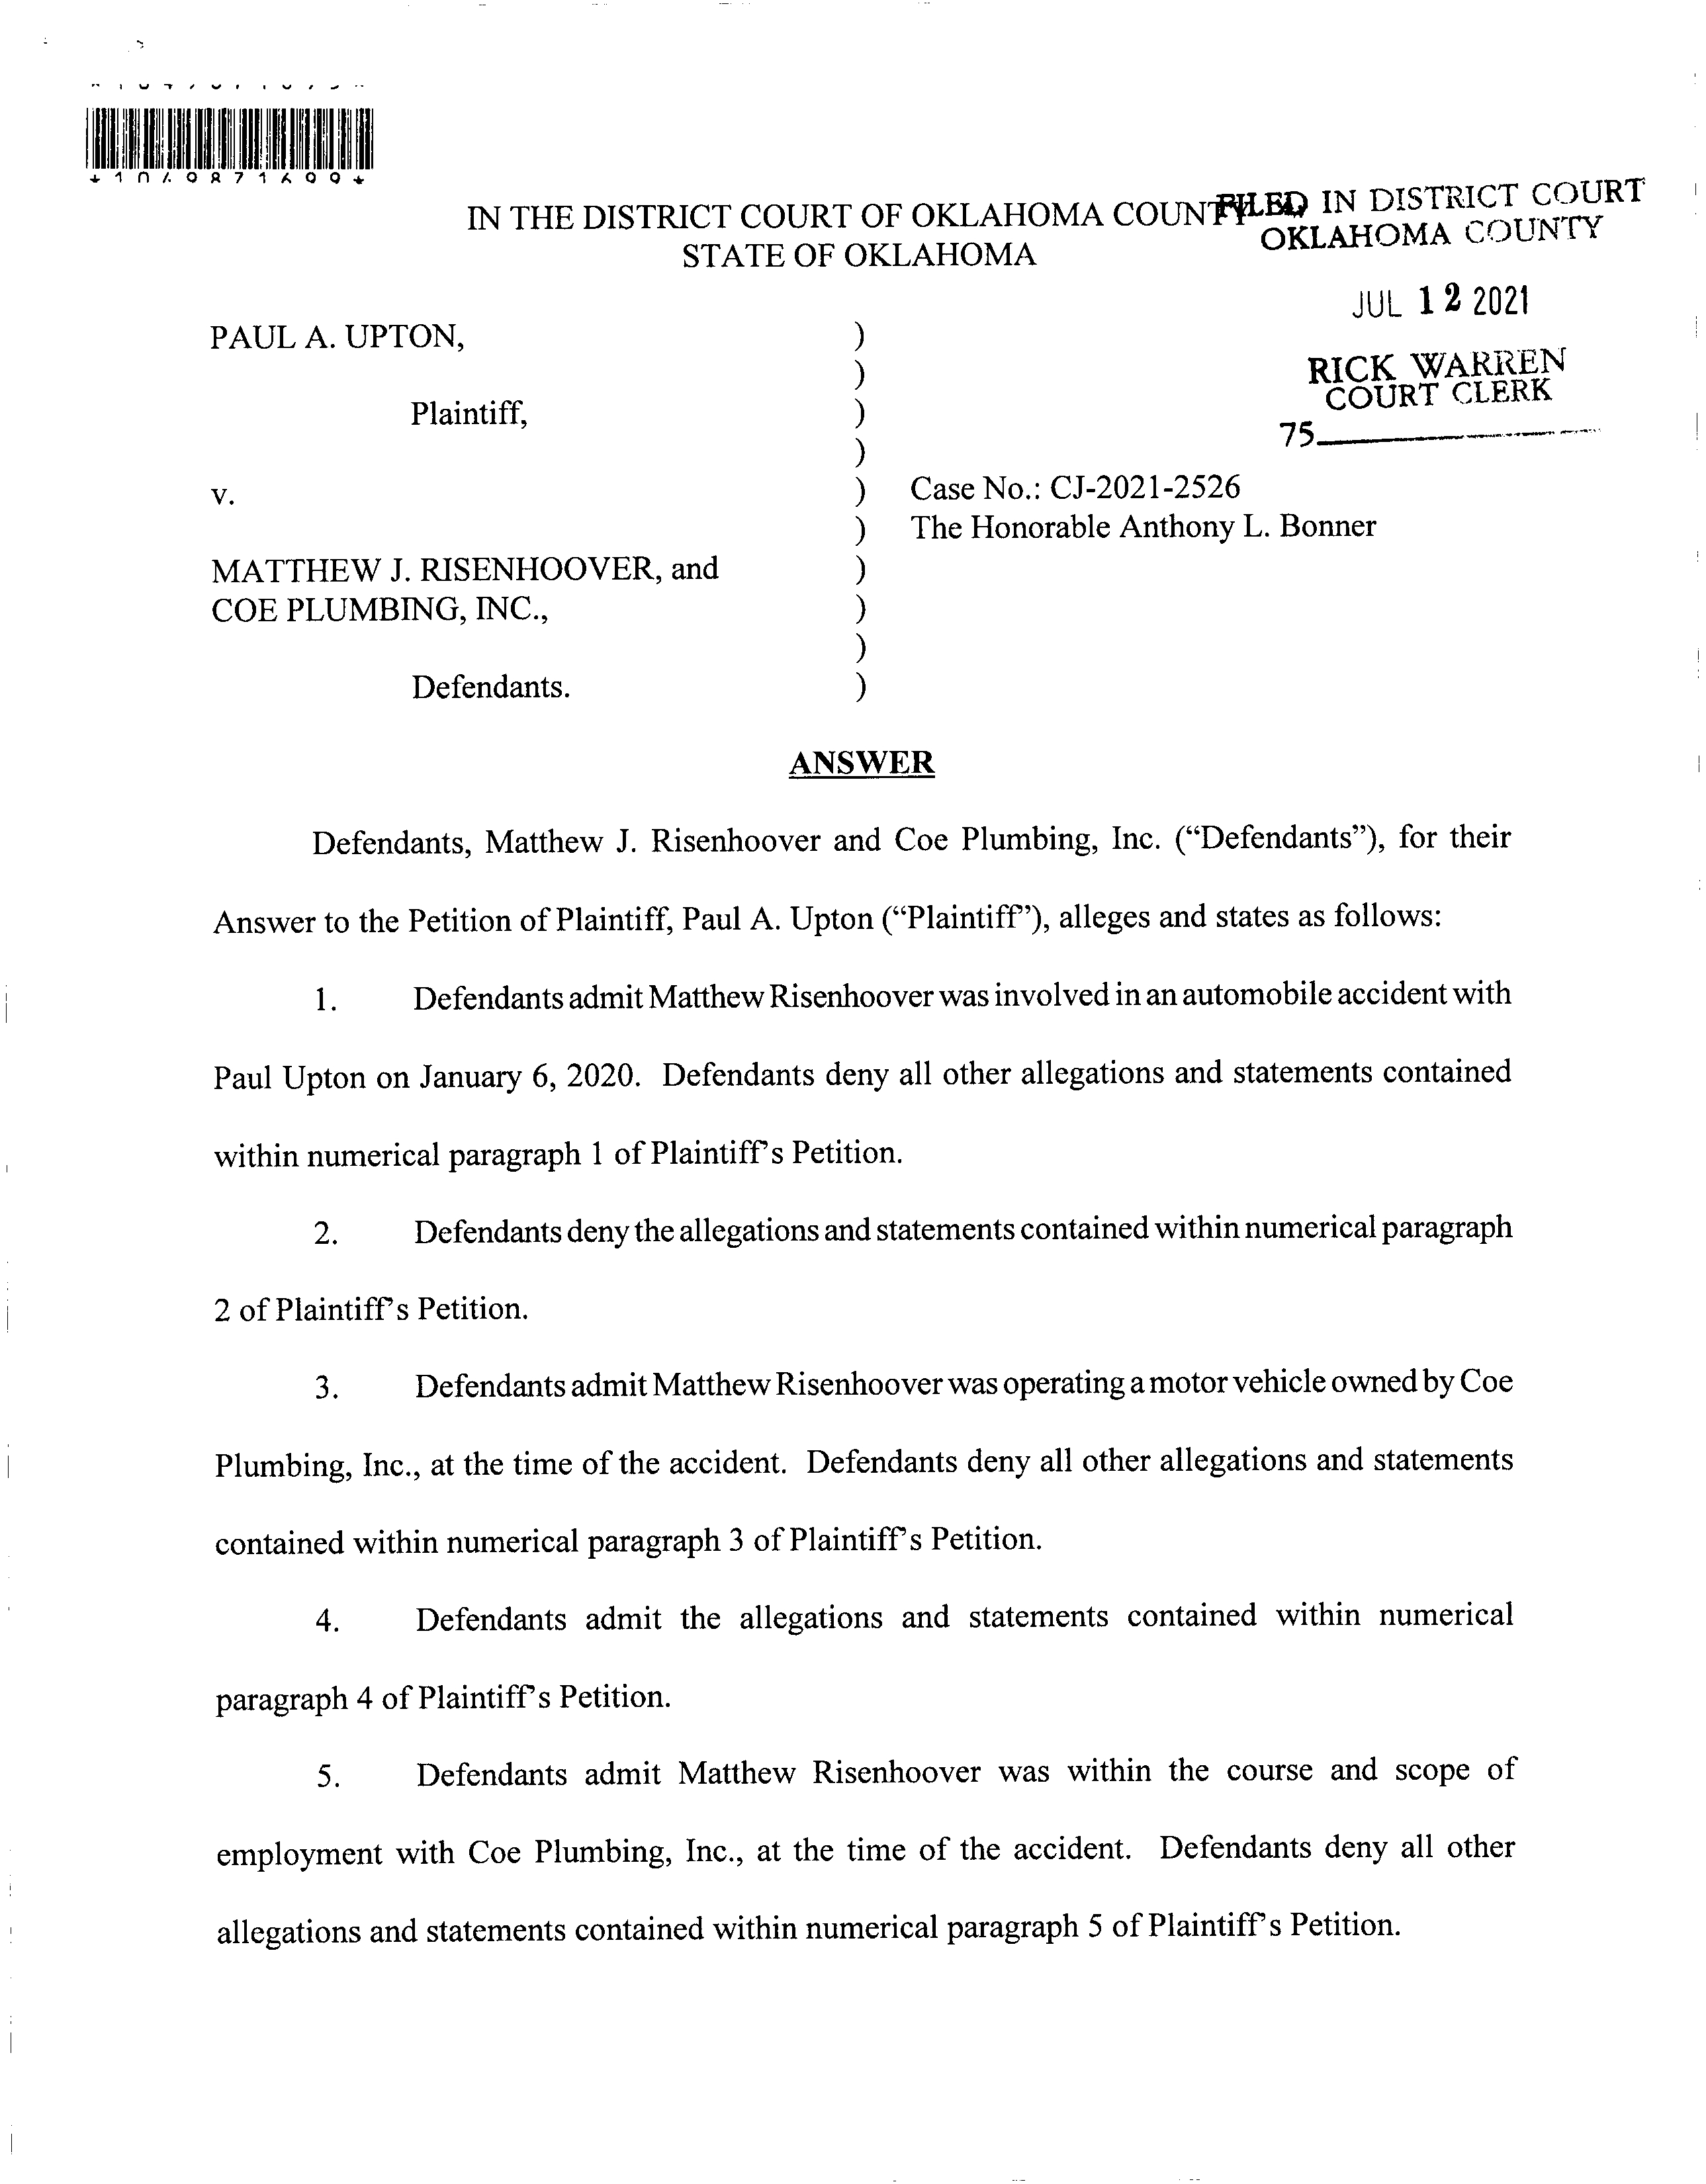 IN THE DISTRICT COURT OF OKLAHOMA COUNTY
STATE OF OKLAHOMA
FILED IN DISTRICT COURT
OKLAHOMA COUNTY
JUL 12 2021
RICK WARREN
COURT CLERK
75
PAUL A. UPTON, )
)
Plaintiff, )
)
v. ) Case No.: CJ-2021-2526
) The Honorable Anthony L. Bonner
MATTHEW J. RISENHOOVER, and )
COE PLUMBING, INC., )
)
Defendants. )
ANSWER
Defendants, Matthew J. Risenhoover and Coe Plumbing, Inc. (“Defendants”), for their
Answer to the Petition of Plaintiff, Paul A. Upton (“Plaintiff”), alleges and states as follows:
1. Defendants admit Matthew Risenhoover was involved in an automobile accident with
Paul Upton on January 6, 2020. Defendants deny all other allegations and statements contained
within numerical paragraph 1 of Plaintiff’s Petition.
2. Defendants deny the allegations and statements contained within numerical paragraph
2 of Plaintiff’s Petition.
3. Defendants admit Matthew Risenhoover was operating a motor vehicle owned by Coe
Plumbing, Inc., at the time of the accident. Defendants deny all other allegations and statements
contained within numerical paragraph 3 of Plaintiff’s Petition.
4. Defendants admit the allegations and statements contained within numerical
paragraph 4 of Plaintiff’s Petition.
5. Defendants admit Matthew Risenhoover was within the course and scope of
employment with Coe Plumbing, Inc., at the time of the accident. Defendants deny all other
allegations and statements contained within numerical paragraph 5 of Plaintiff’s Petition.